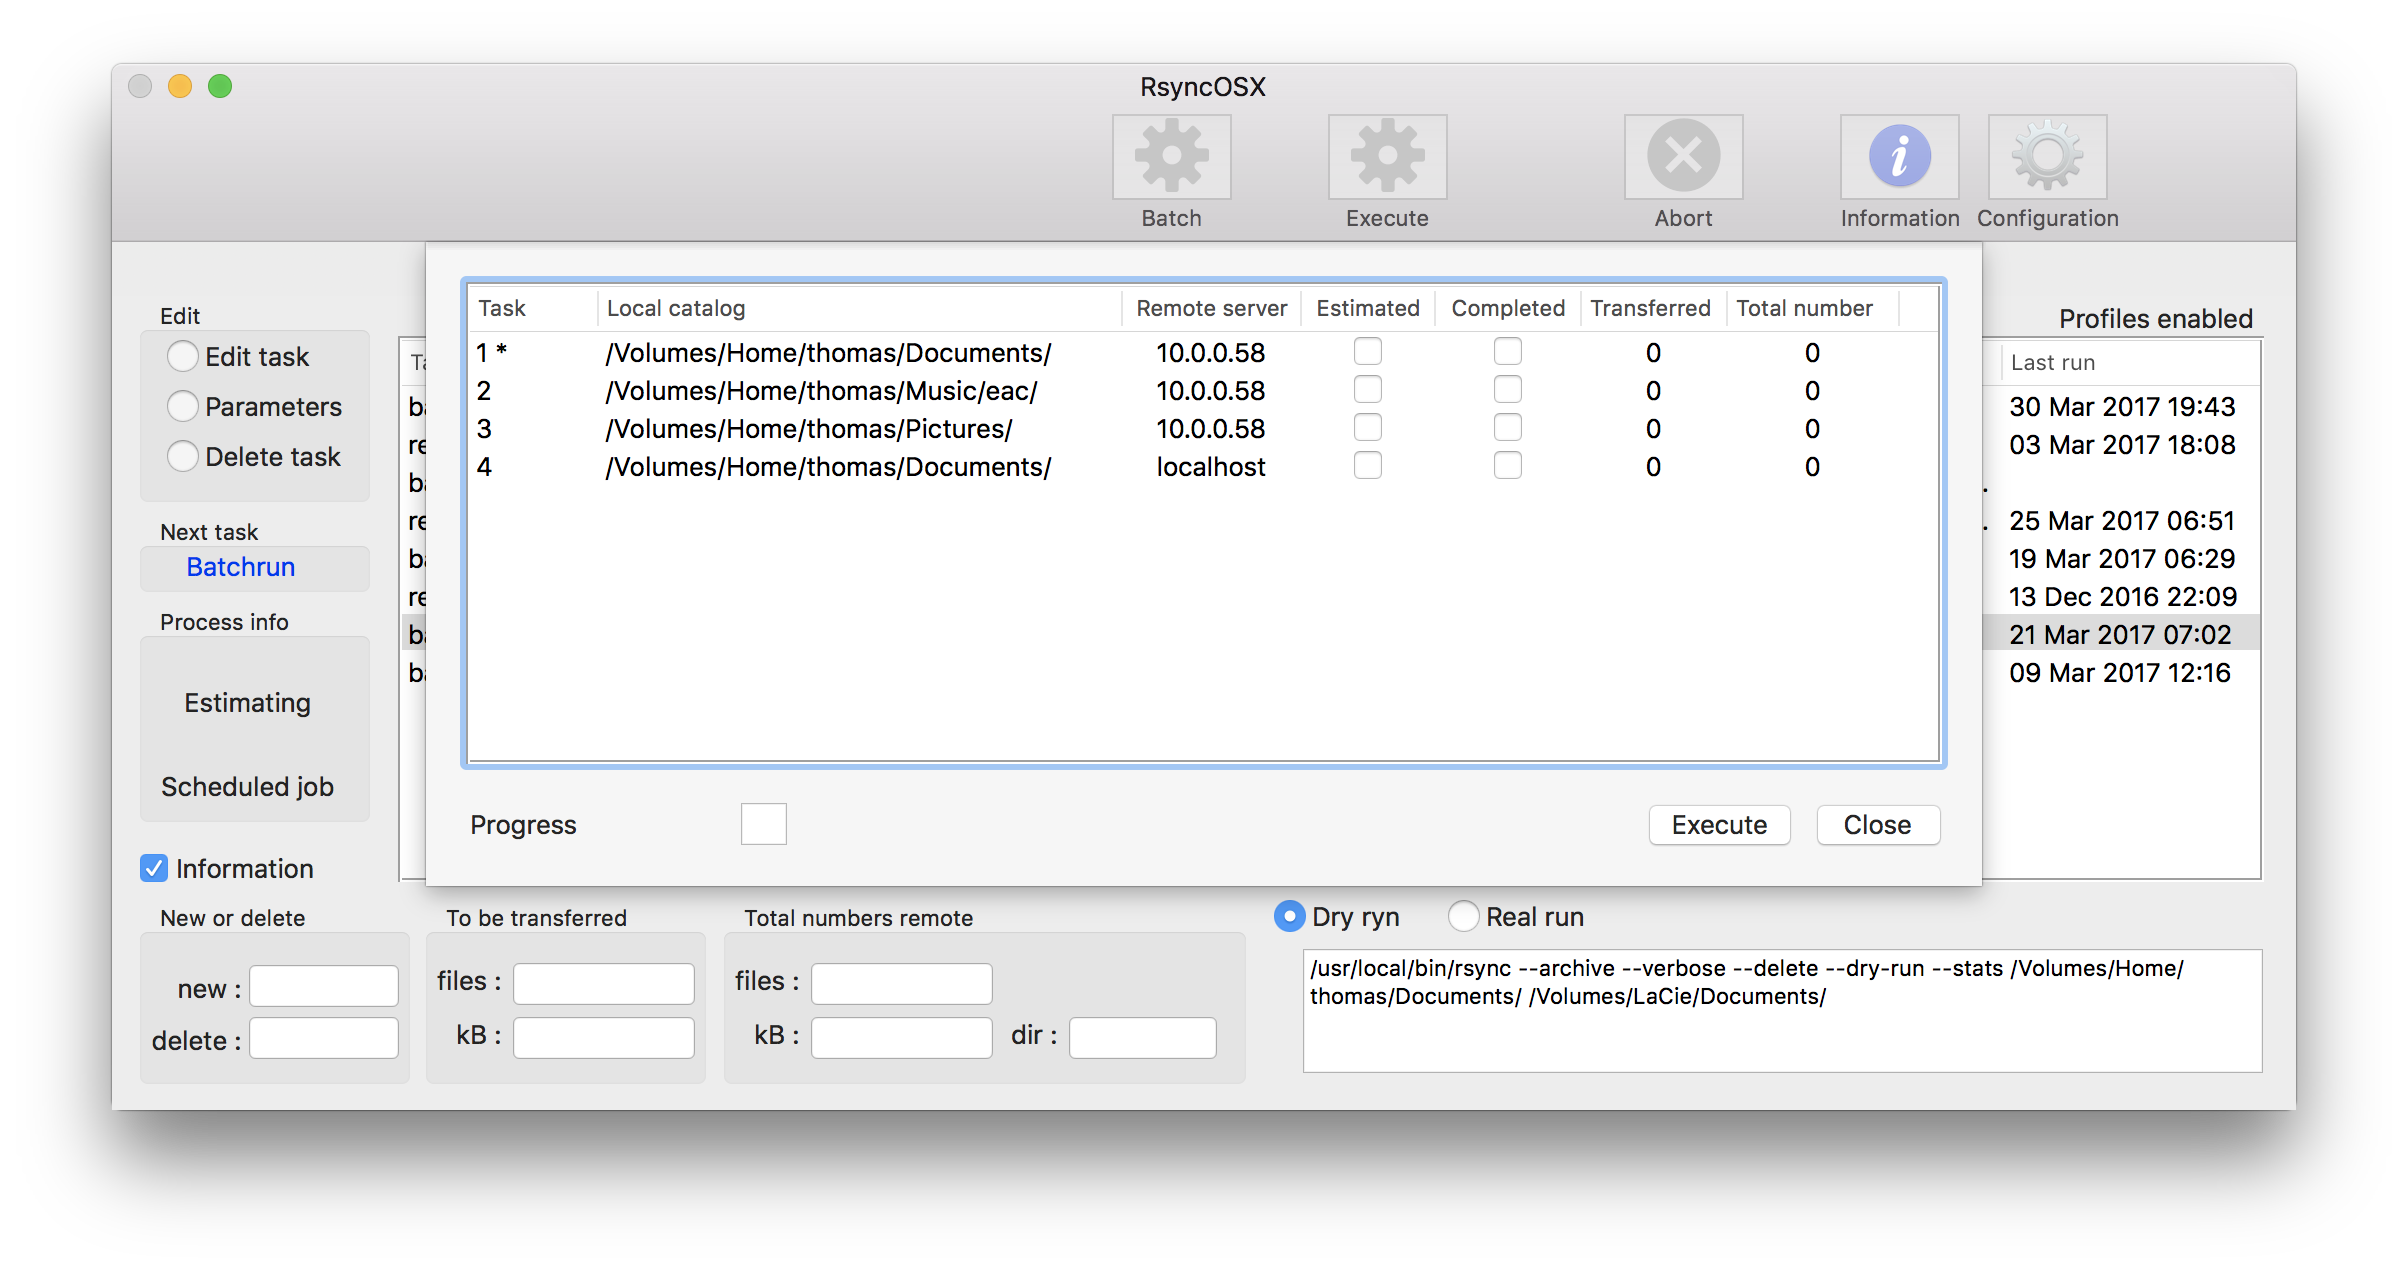 RsyncOSX
Batch
Execute
Abort
Information
Configuration
Edit
Edit task
Parameters
Delete task
Next task
Batchrun
Process info
Estimating
Scheduled job
Information
Task Local catalog Remote server Estimated Completed Transferred Total number
1 * /Volumes/Home/thomas/Documents/ 10.0.0.58 0 0
2 /Volumes/Home/thomas/Music/eac/ 10.0.0.58 0 0
3 /Volumes/Home/thomas/Pictures/ 10.0.0.58 0 0
4 /Volumes/Home/thomas/Documents/ localhost 0 0
Progress
Execute
Close
Profiles enabled
Last run
30 Mar 2017 19:43
03 Mar 2017 18:08
25 Mar 2017 06:51
19 Mar 2017 06:29
13 Dec 2016 22:09
21 Mar 2017 07:02
09 Mar 2017 12:16
New or delete
new :
delete :
To be transferred
files :
kB :
Total numbers remote
files :
kB :
dir :
Dry ryn
Real run
/usr/local/bin/rsync --archive --verbose --delete --dry-run --stats /Volumes/Home/
thomas/Documents/ /Volumes/LaCie/Documents/